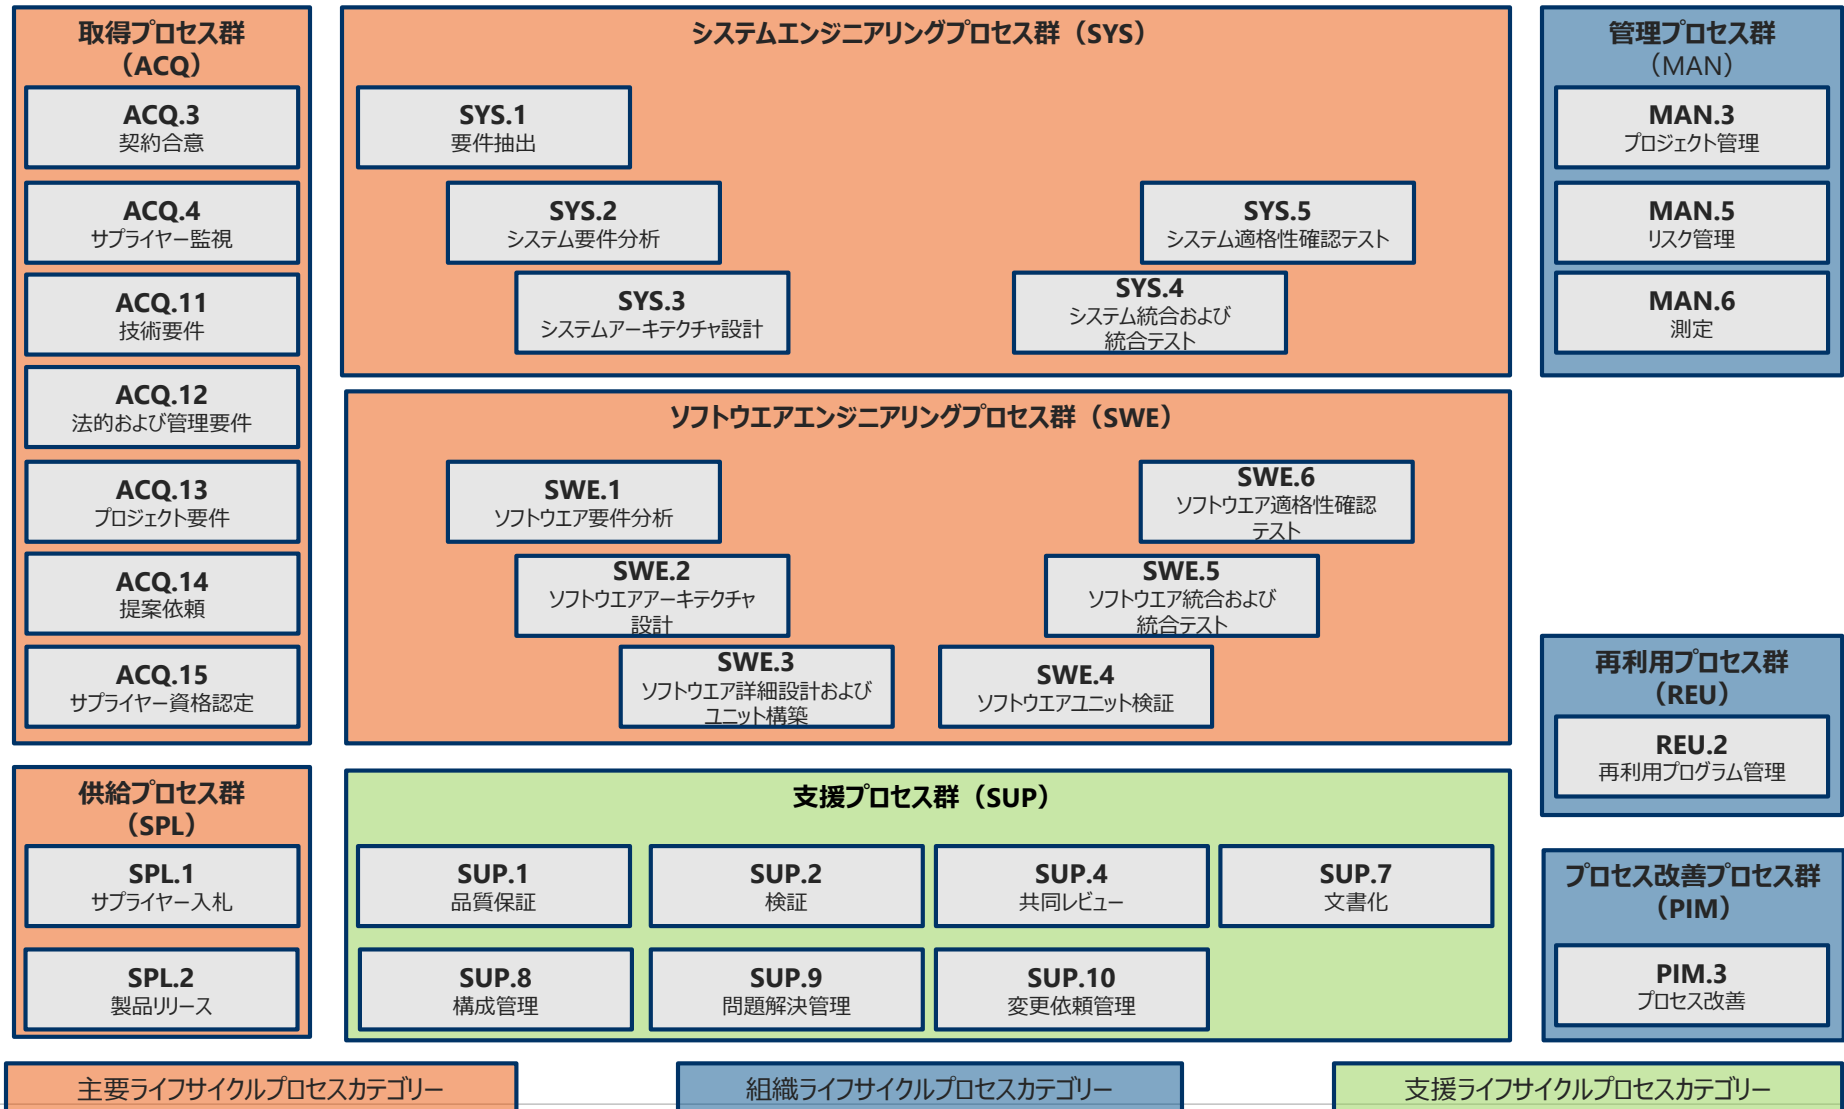 取得プロセス群
（ACQ）
ACQ.3
契約合意
ACQ.4
サプライヤー監視
ACQ.11
技術要件
ACQ.12
法的および管理要件
ACQ.13
プロジェクト要件
ACQ.14
提案依頼
ACQ.15
サプライヤー資格認定
供給プロセス群
（SPL）
SPL.1
サプライヤー入札
SPL.2
製品リリース
システムエンジニアリングプロセス群（SYS）
SYS.1
要件抽出
SYS.2
システム要件分析
SYS.3
システムアーキテクチャ設計
SYS.5
システム適格性確認テスト
SYS.4
システム統合および
統合テスト
ソフトウエアエンジニアリングプロセス群（SWE）
SWE.1
ソフトウエア要件分析
SWE.2
ソフトウエアアーキテクチャ
設計
SWE.3
ソフトウエア詳細設計および
ユニット構築
SWE.6
ソフトウエア適格性確認
テスト
SWE.5
ソフトウエア統合および
統合テスト
SWE.4
ソフトウエアユニット検証
支援プロセス群（SUP）
SUP.1
品質保証
SUP.2
検証
SUP.4
共同レビュー
SUP.7
文書化
SUP.8
構成管理
SUP.9
問題解決管理
SUP.10
変更依頼管理
管理プロセス群
（MAN）
MAN.3
プロジェクト管理
MAN.5
リスク管理
MAN.6
測定
再利用プロセス群
（REU）
REU.2
再利用プログラム管理
プロセス改善プロセス群
（PIM）
PIM.3
プロセス改善
主要ライフサイクルプロセスカテゴリー
組織ライフサイクルプロセスカテゴリー
支援ライフサイクルプロセスカテゴリー